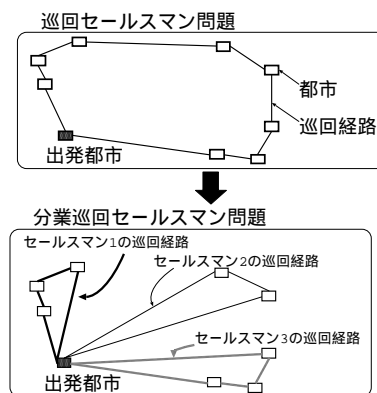 巡回セールスマン問題
都市
巡回経路
出発都市
分業巡回セールスマン問題
セールスマン1の巡回経路
セールスマン2の巡回経路
セールスマン3の巡回経路
出発都市